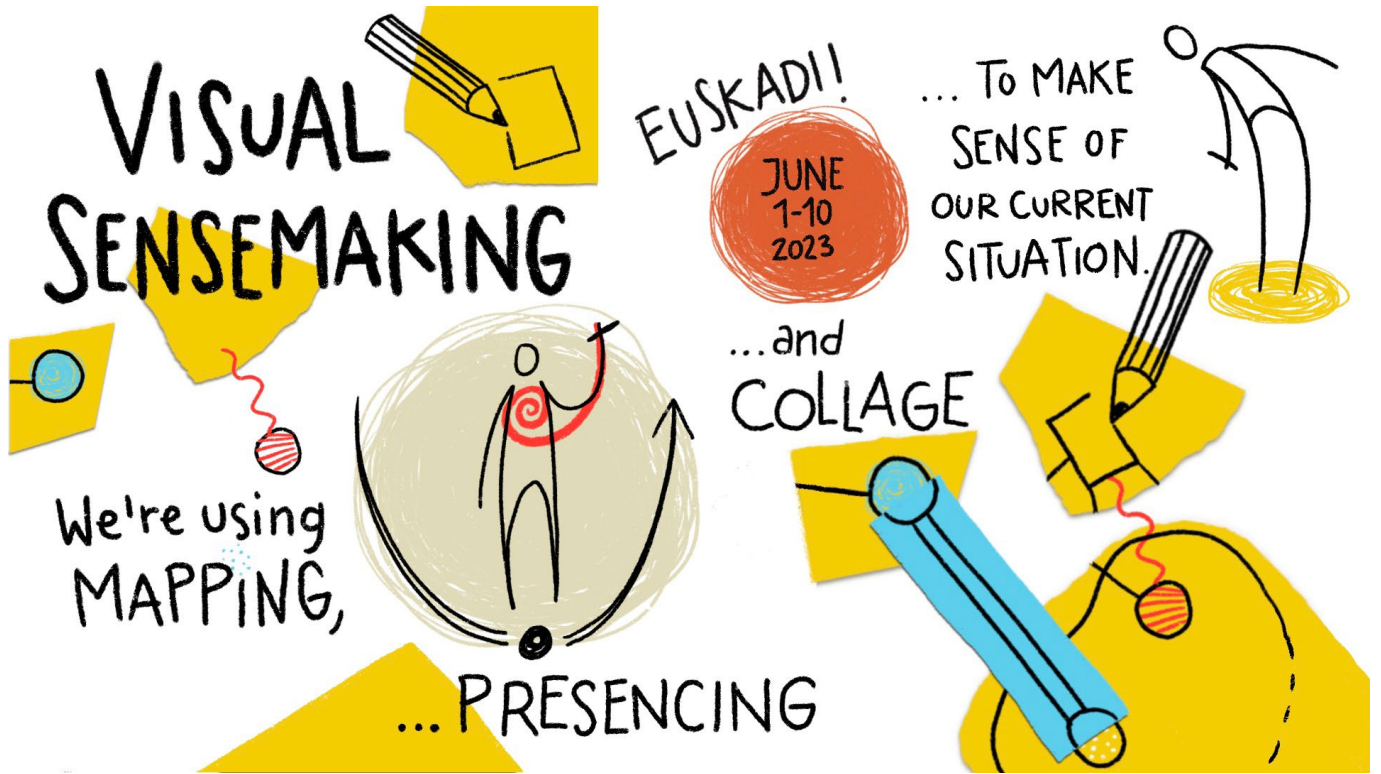 VISUAL
SENSEMAKING
We're using
MAPPING,
...PRESENCING
...and
COLLAGE
...TO MAKE
SENSE OF
OUR CURRENT
SITUATION.
EUSKADI!
JUNE
1-10
2023